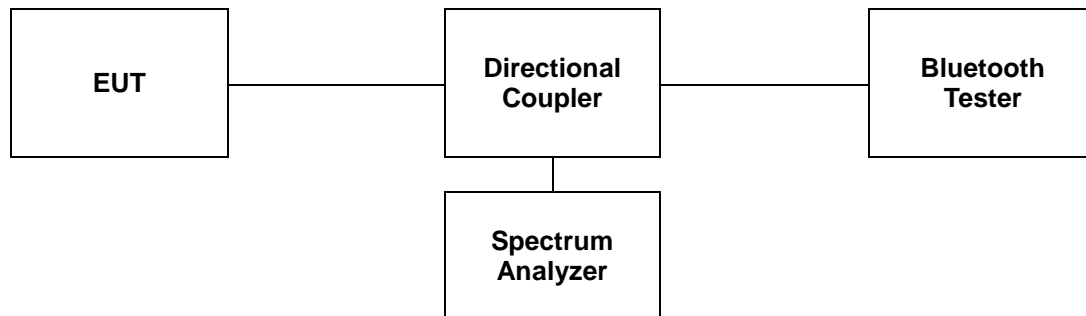 EUT
Directional
Coupler
Bluetooth
Tester
Spectrum
Analyzer